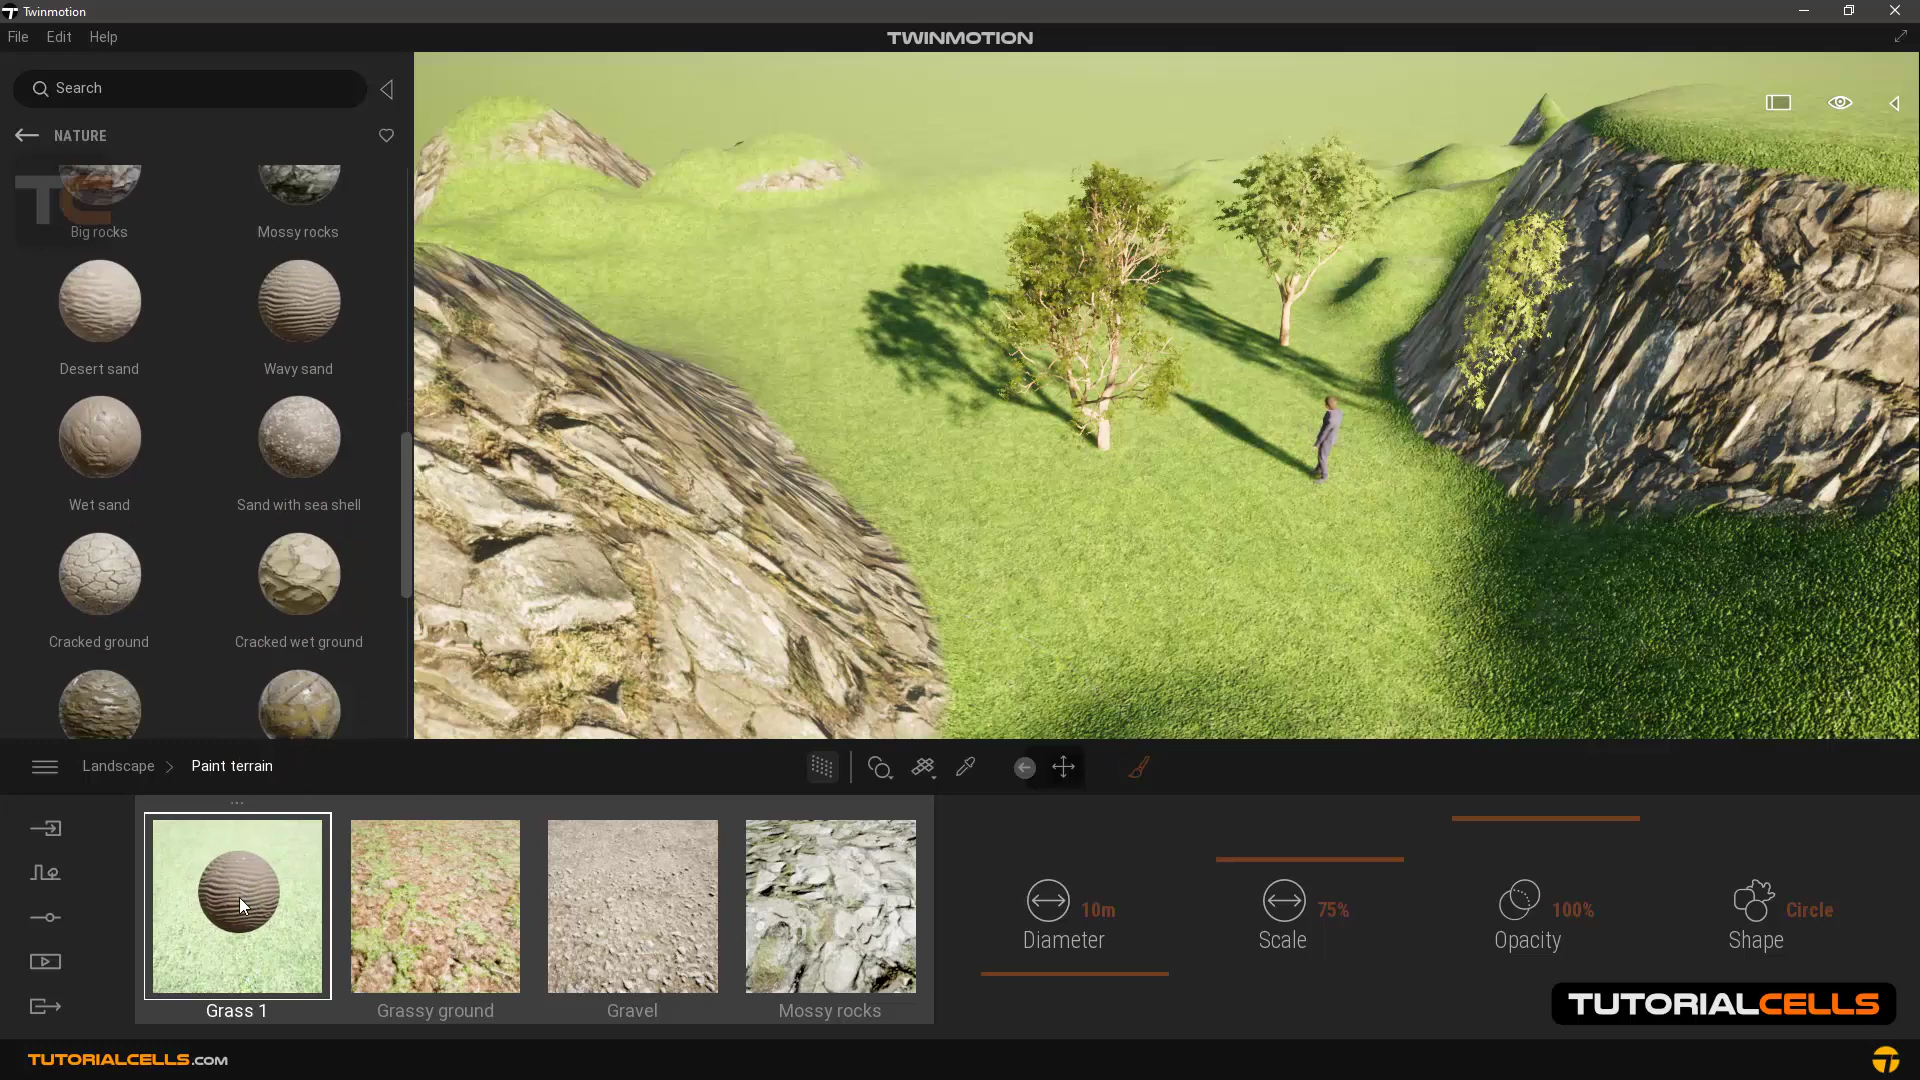 Twinmotion
File Edit Help
TWINMOTION
Search
NATURE
TC
Big rocks Mossy rocks
Desert sand Wavy sand
Wet sand Sand with sea shell
Cracked ground Cracked wet ground
Landscape > Paint terrain
10m 75% 100% Circle
Diameter Scale Opacity Shape
Grass 1 Grassy ground Gravel Mossy rocks
TUTORIALCELLS
TUTORIALCELLS.COM